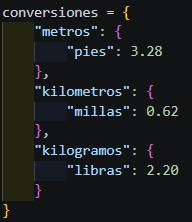 conversiones = {
    "metros": {
        "pies": 3.28
    },
    "kilometros": {
        "millas": 0.62
    },
    "kilogramos": {
        "libras": 2.20
    }
}